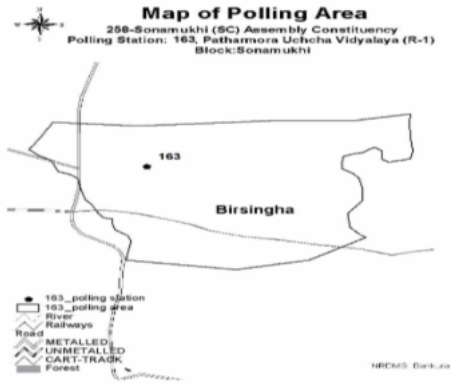 Map of Polling Area
258-Sonamukhi (SC) Assembly Constituency
Polling Station: 163, Patharmora Uchcha Vidyalaya (R-1)
Block:Sonamukhi
163
Birsingha
163_polling station
163_polling area
River
Railways
Road
METALLED
UNMETALLED
CART-TRACK
Forest
NRDMS, Bankura